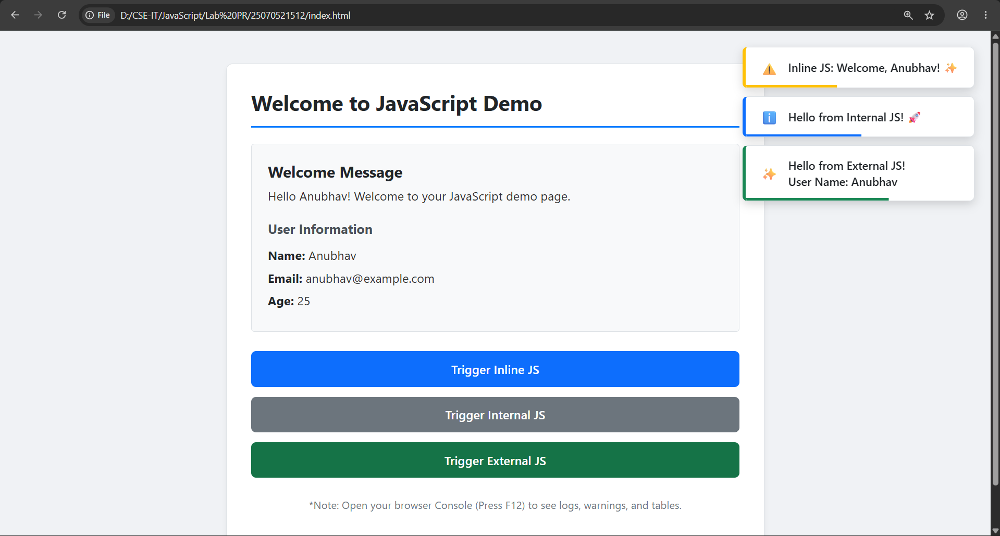 File D:/CSE-IT/JavaScript/Lab%20PR/25070521512/index.html
Welcome to JavaScript Demo
Welcome Message
Hello Anubhav! Welcome to your JavaScript demo page.
User Information
Name: Anubhav
Email: anubhav@example.com
Age: 25
Trigger Inline JS
Trigger Internal JS
Trigger External JS
*Note: Open your browser Console (Press F12) to see logs, warnings, and tables.
⚠️ Inline JS: Welcome, Anubhav! ✨
ℹ️ Hello from Internal JS! 🚀
✨ Hello from External JS!
User Name: Anubhav